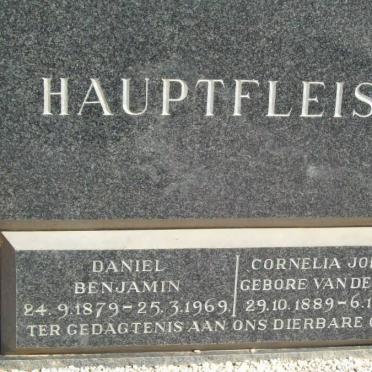 HAUPTFLEIS
DANIEL
BENJAMIN
24.9.1879-25.3.1969.
CORNELIA JO
GEBORE VAN DE
29.10.1889-6.1
TER GEDAGTENIS AAN ONS DIERBARE